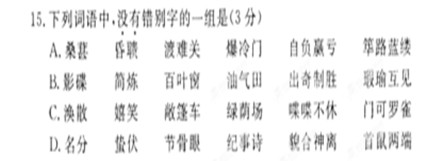 15.下列词语中,没有错别字的一组是(3分)
A.桑葚 昏聩 渡难关 爆冷门 自负赢亏 筚路蓝缕
B.影碟 简炼 百叶窗 油气田 出奇制胜 瑕瑜互见
C.涣散 嬉笑 敞蓬车 绿荫场 喋喋不休 门可罗雀
D.名分 蛰伏 节骨眼 纪事诗 貌合神离 首鼠两端